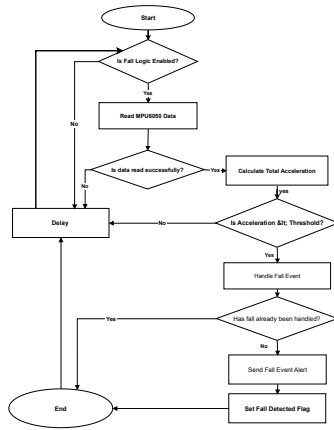 Start
Is Fall Logic Enabled?
Yes
No
Read MPU6050 Data
Is data read successfully?
Yes
No
Calculate Total Acceleration
yes
Delay
No
Is Acceleration &lt; Threshold?
Yes
Handle Fall Event
Has fall already been handled?
Yes
No
Send Fall Event Alert
End
Set Fall Detected Flag